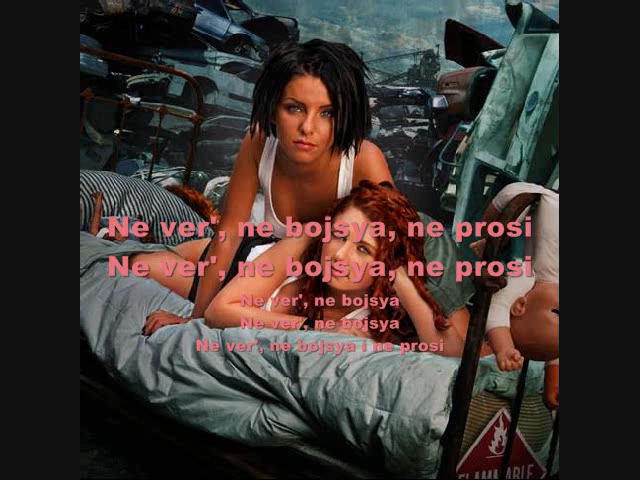 Ne ver', ne bojsya, ne prosi
Ne ver', ne bojsya, ne prosi
Ne ver', ne bojsya
Ne ver', ne bojsya
Ne ver', ne bojsya i ne prosi
FLAMMABLE